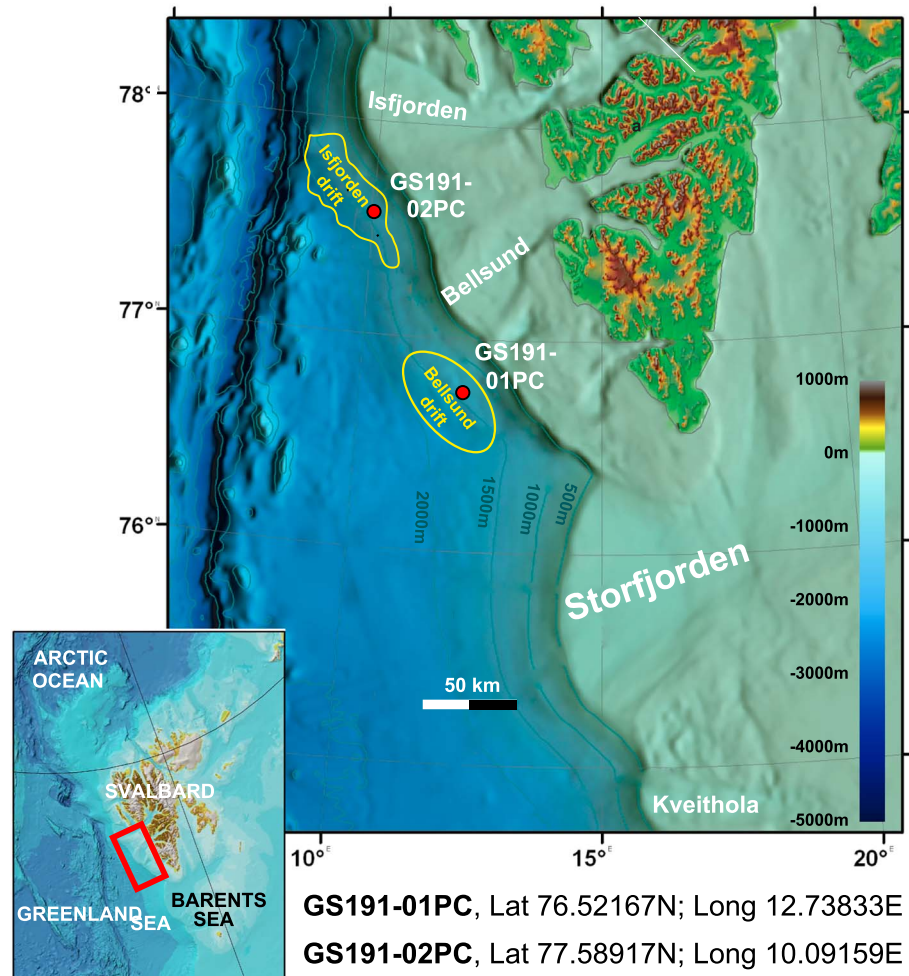 78°
Isfjorden
a
Isfjorden
drift
GS191-
02PC
Bellsund
77°N
GS191-
01PC
Bellsund
drift
1000m
0m
-1000m
-2000m
-3000m
-4000m
-5000m
2000m
1500m
1000m
500m
76°N
Storfjorden
50 km
Kveithola
10°E
15°E
20°E
ARCTIC
OCEAN
SVALBARD
BARENTS
SEA
GREENLAND
SEA
GS191-01PC, Lat 76.52167N; Long 12.73833E
GS191-02PC, Lat 77.58917N; Long 10.09159E